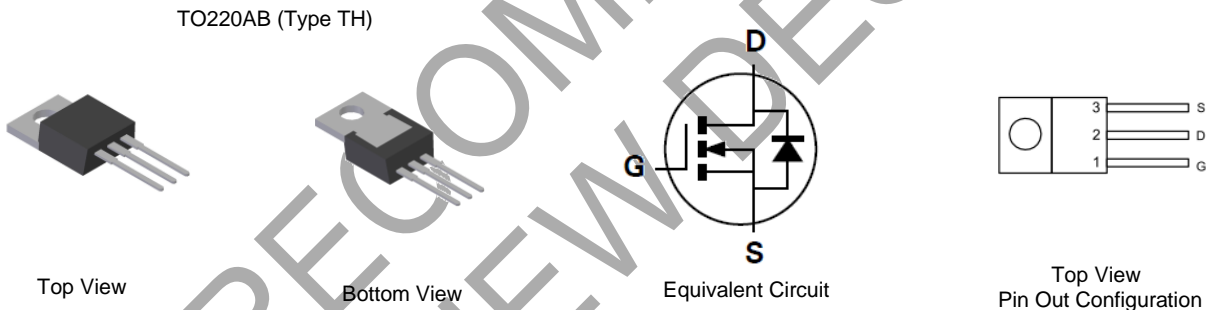 TO220AB (Type TH)
Top View
Bottom View
D
G
S
Equivalent Circuit
3 S
2 D
1 G
Top View
Pin Out Configuration